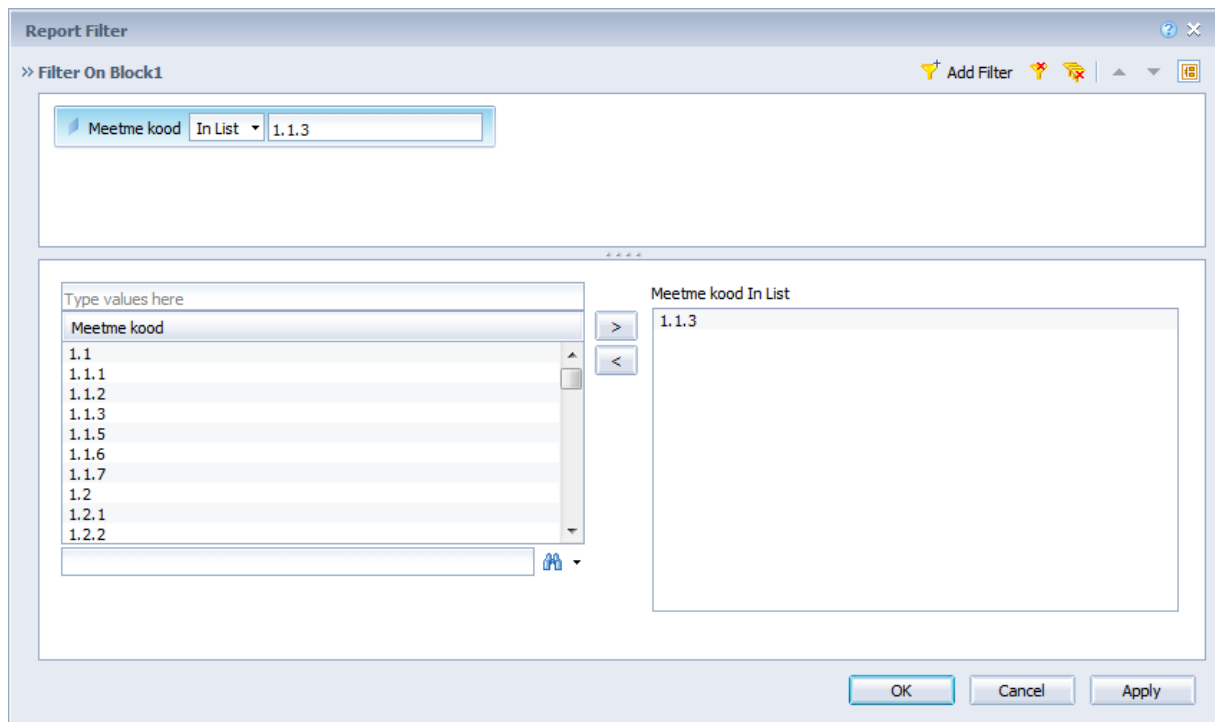 Report Filter
» Filter On Block1
Add Filter
Meetme kood In List 1.1.3
Type values here
Meetme kood
1.1
1.1.1
1.1.2
1.1.3
1.1.5
1.1.6
1.1.7
1.2
1.2.1
1.2.2
>
<
Meetme kood In List
1.1.3
OK Cancel Apply